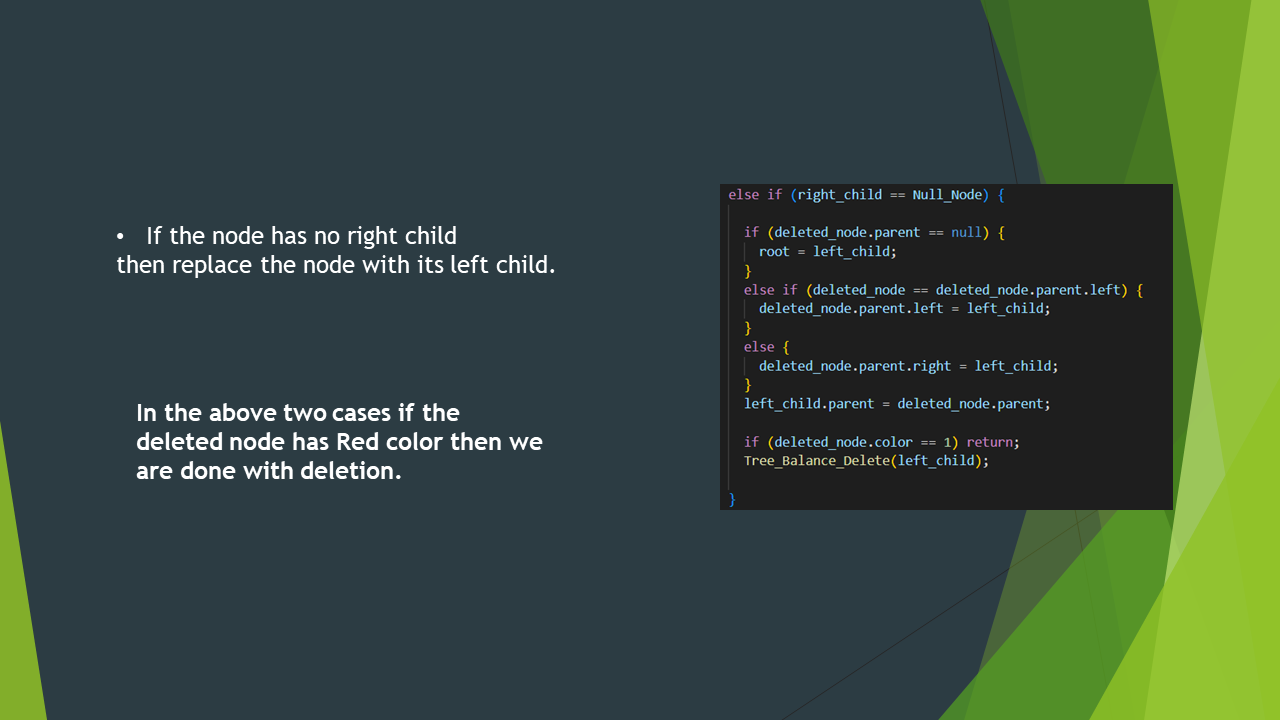 • If the node has no right child
then replace the node with its left child.
In the above two cases if the
deleted node has Red color then we
are done with deletion.
else if (right_child == Null_Node) {
if (deleted_node.parent == null) {
root = left_child;
}
else if (deleted_node == deleted_node.parent.left) {
deleted_node.parent.left = left_child;
}
else {
deleted_node.parent.right = left_child;
}
left_child.parent = deleted_node.parent;
if (deleted_node.color == 1) return;
Tree_Balance_Delete(left_child);
}